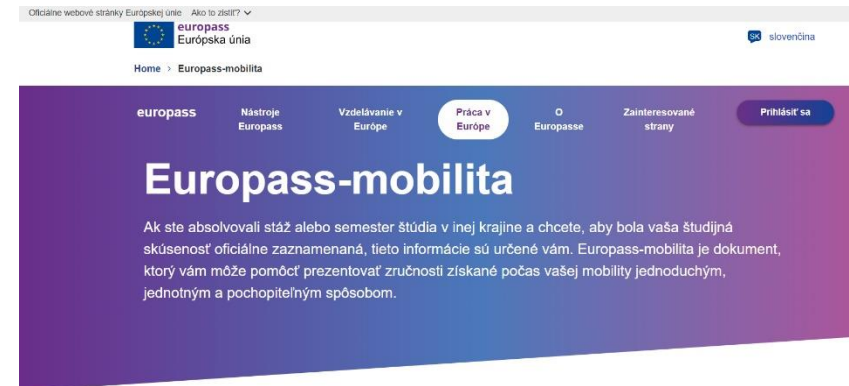 Oficiálne webové stránky Európskej únie Ako to zistiť?
europass
Európska únia
SK slovenčina
Home > Europass-mobilita
europass
Nástroje
Europass
Vzdelávanie v
Európe
Práca v
Európe
O
Europasse
Zainteresované
strany
Prihlásiť sa
Europass-mobilita
Ak ste absolvovali stáž alebo semester štúdia v inej krajine a chcete, aby bola vaša študijná
skúsenosť oficiálne zaznamenaná, tieto informácie sú určené vám. Europass-mobilita je dokument,
ktorý vám môže pomôcť prezentovať zručnosti získané počas vašej mobility jednoduchým,
jednotným a pochopiteľným spôsobom.